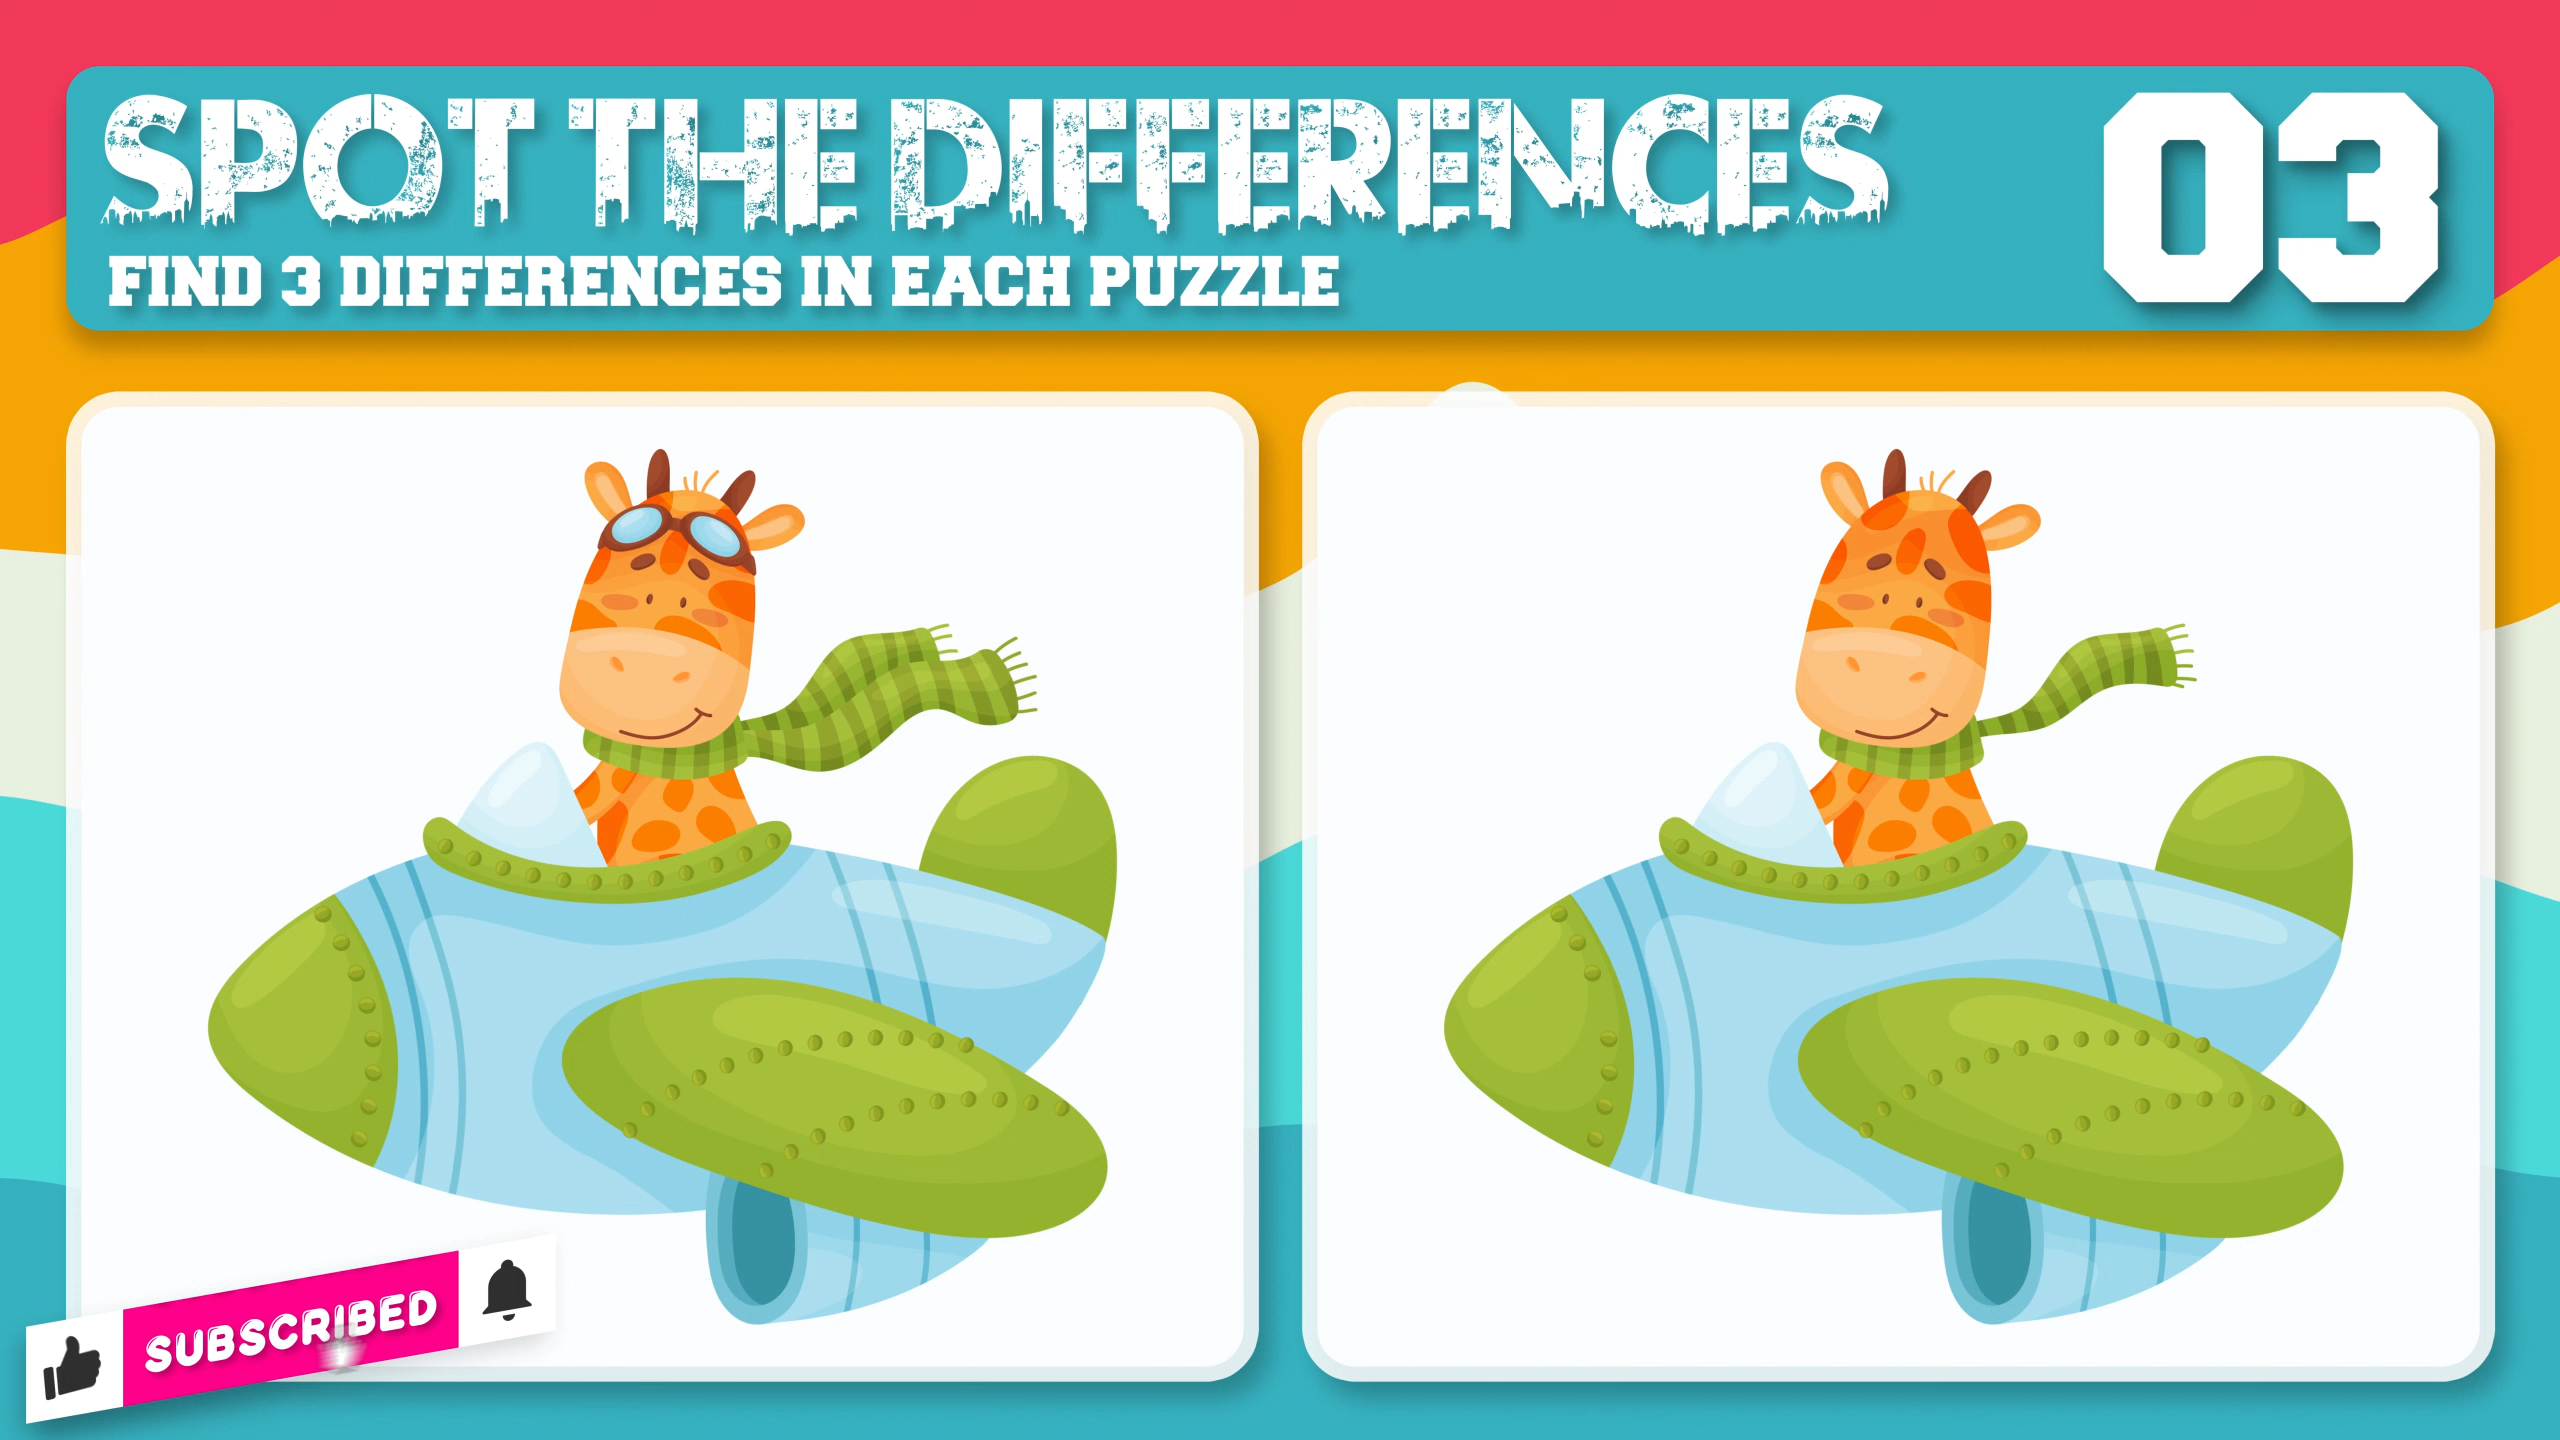 SPOT THE DIFFERENCES
03
FIND 3 DIFFERENCES IN EACH PUZZLE
SUBSCRIBED